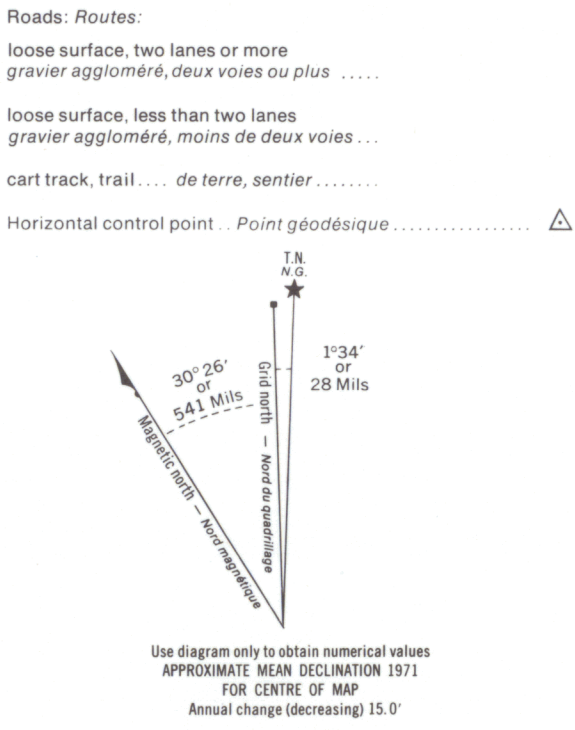 Roads: Routes:
loose surface, two lanes or more
gravier aggloméré, deux voies ou plus .....
loose surface, less than two lanes
gravier aggloméré, moins de deux voies ...
cart track, trail .... de terre, sentier ........
Horizontal control point .. Point géodésique .................
T.N.
N.G.
1°34′
or
28 Mils
30° 26′
or
541 Mils
Grid north — Nord du quadrillage
Magnetic north — Nord magnétique
Use diagram only to obtain numerical values
APPROXIMATE MEAN DECLINATION 1971
FOR CENTRE OF MAP
Annual change (decreasing) 15.0′